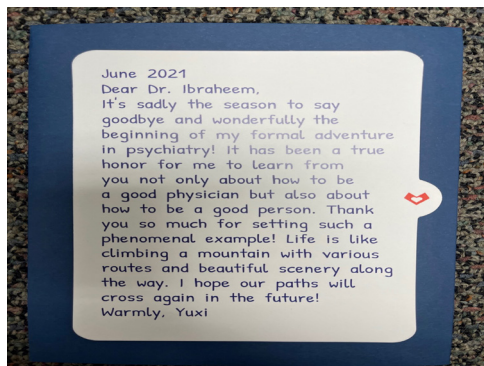 June 2021
Dear Dr. Ibraheem,
It's sadly the season to say
goodbye and wonderfully the
beginning of my formal adventure
in psychiatry! It has been a true
honor for me to learn from
you not only about how to be
a good physician but also about
how to be a good person. Thank
you so much for setting such a
phenomenal example! Life is like
climbing a mountain with various
routes and beautiful scenery along
the way. I hope our paths will
cross again in the future!
Warmly, Yuxi